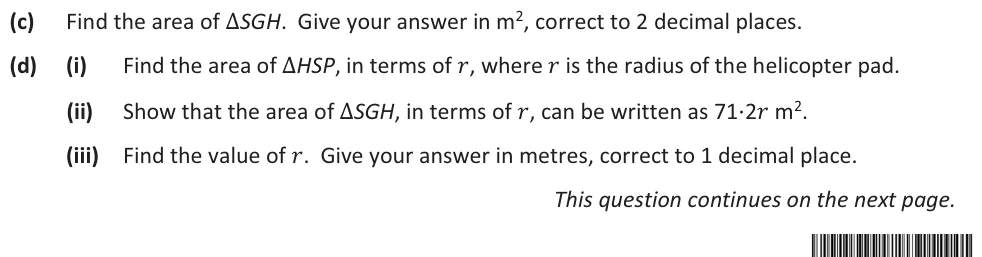 (c) Find the area of ΔSGH. Give your answer in m², correct to 2 decimal places.
(d) (i) Find the area of ΔHSP, in terms of r, where r is the radius of the helicopter pad.
(ii) Show that the area of ΔSGH, in terms of r, can be written as 71·2r m².
(iii) Find the value of r. Give your answer in metres, correct to 1 decimal place.
This question continues on the next page.